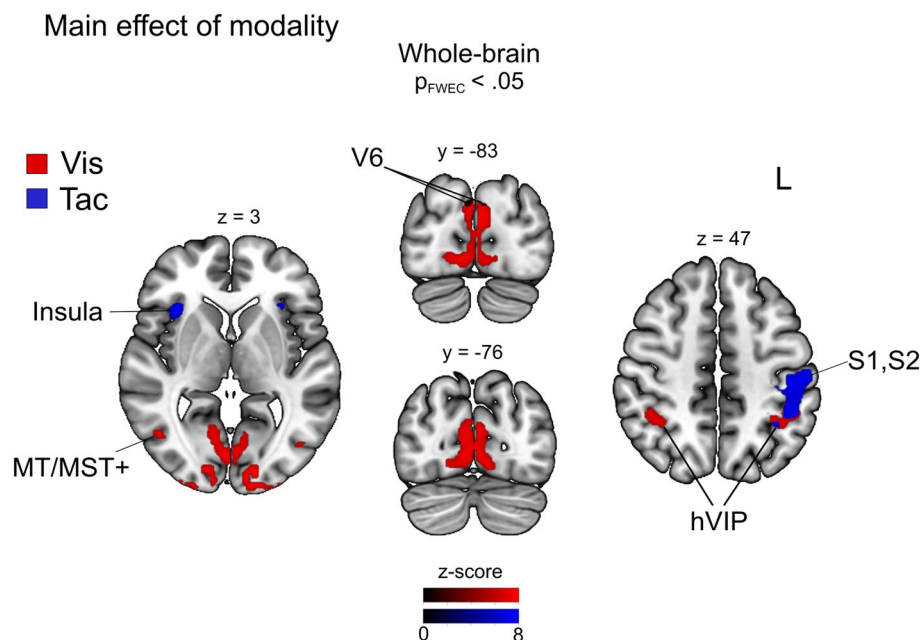 Main effect of modality
Whole-brain
pFWEC < .05
Vis
Tac
V6
y = -83
L
z = 3
z = 47
Insula
S1,S2
y = -76
MT/MST+
hVIP
z-score
0
8